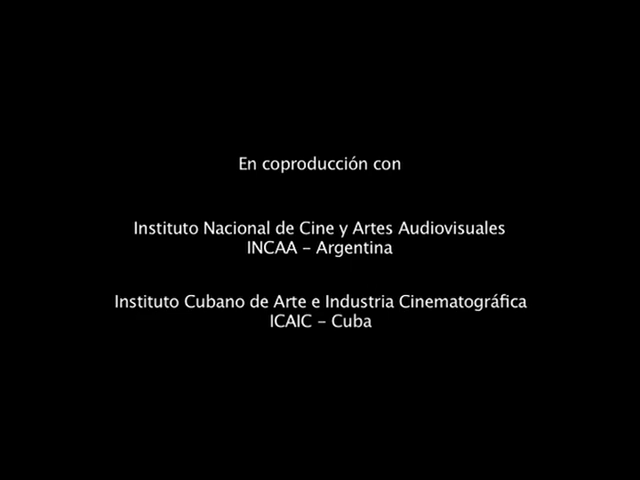 En coproducción con
Instituto Nacional de Cine y Artes Audiovisuales
INCAA - Argentina
Instituto Cubano de Arte e Industria Cinematográfica
ICAIC - Cuba